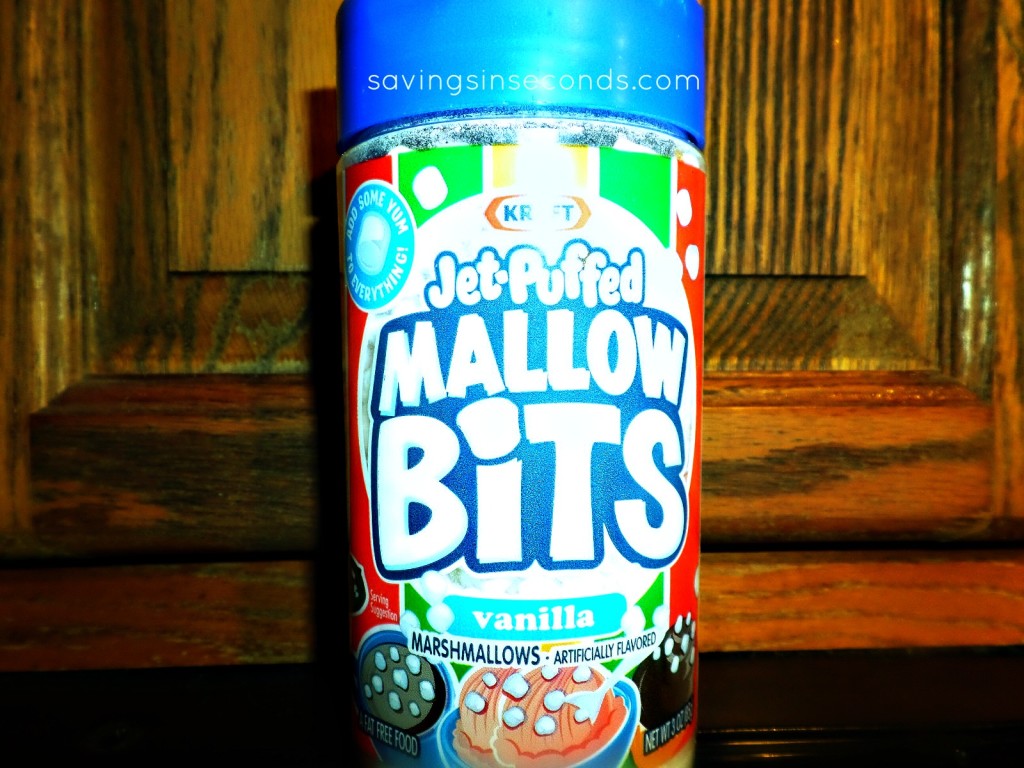 savingsinseconds.com
ADD SOME YUM
TO EVERYTHING!
KRAFT
Jet-Puffed
MALLOW
BiTS
Serving
Suggestion
vanilla
MARSHMALLOWS • ARTIFICIALLY FLAVORED
FAT FREE FOOD
NET WT 3 OZ